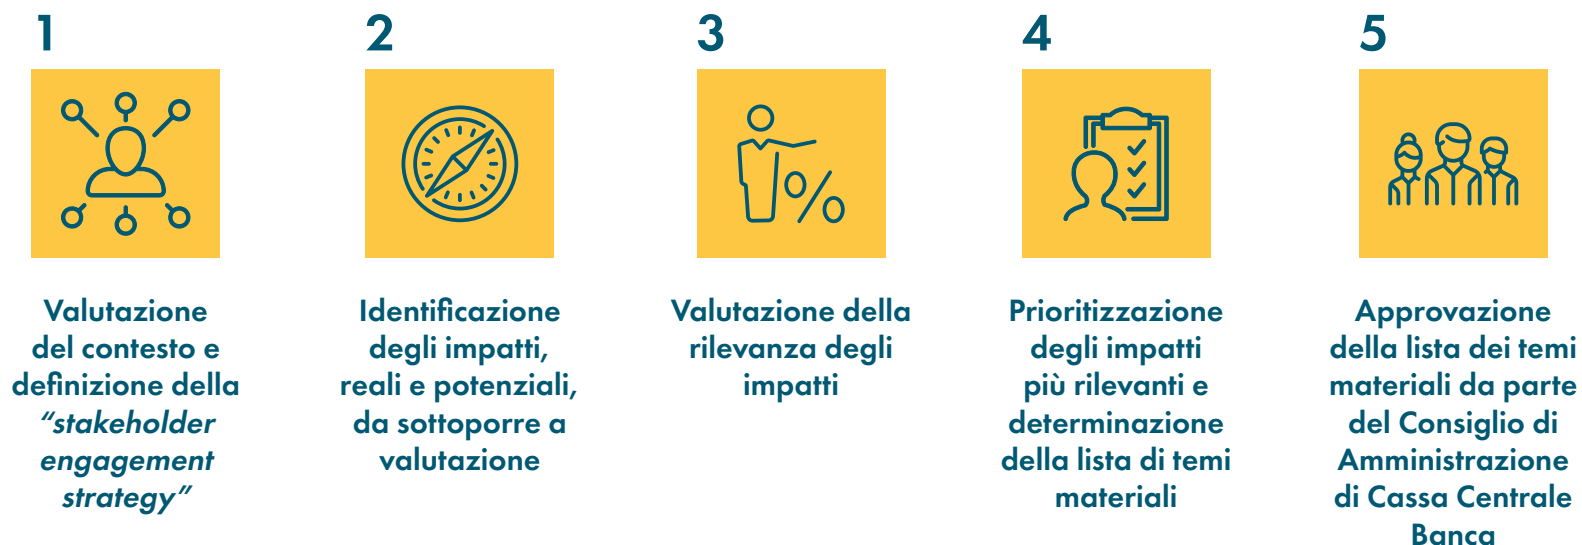 1
Valutazione
del contesto e
definizione della
“stakeholder
engagement
strategy”
2
Identificazione
degli impatti,
reali e potenziali,
da sottoporre a
valutazione
3
Valutazione della
rilevanza degli
impatti
4
Prioritizzazione
degli impatti
più rilevanti e
determinazione
della lista di temi
materiali
5
Approvazione
della lista dei temi
materiali da parte
del Consiglio di
Amministrazione
di Cassa Centrale
Banca